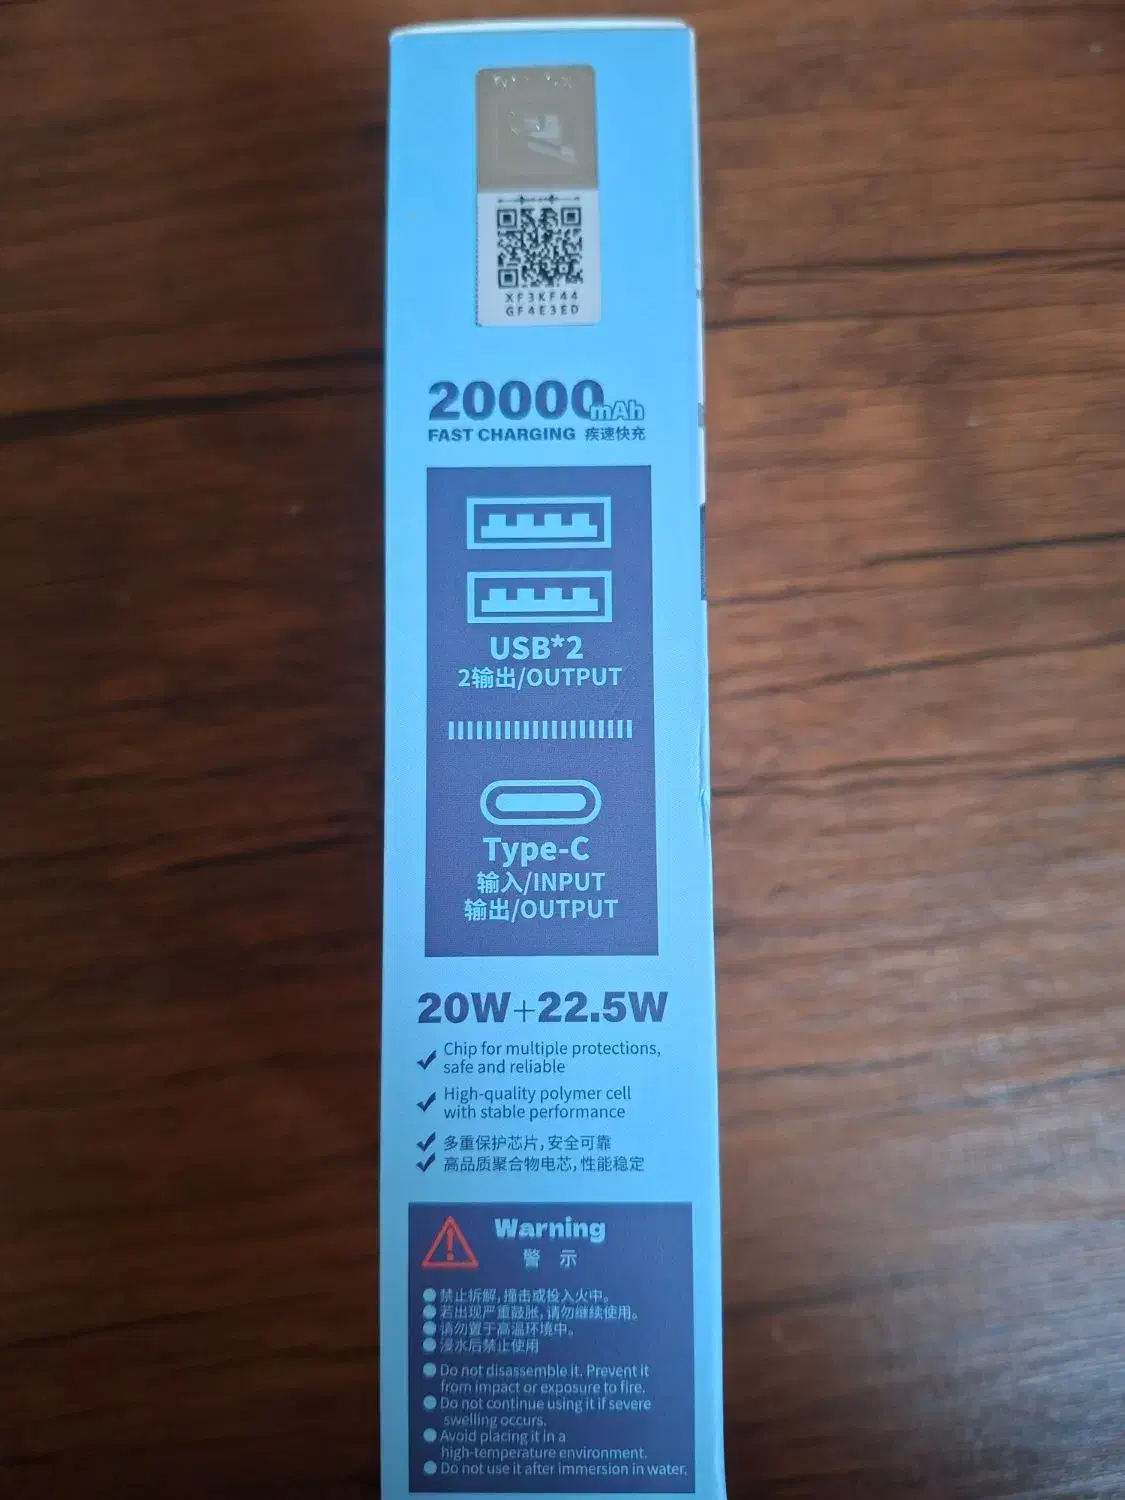 XF3KF44
GF4E3ED
20000mAh
FAST CHARGING 疾速快充
USB*2
2输出/OUTPUT
Type-C
输入/INPUT
输出/OUTPUT
20W+22.5W
Chip for multiple protections,
safe and reliable
High-quality polymer cell
with stable performance
多重保护芯片,安全可靠
高品质聚合物电芯,性能稳定
Warning
警 示
禁止拆解,撞击或投入火中。
若出现严重鼓胀,请勿继续使用。
请勿置于高温环境中。
浸水后禁止使用
Do not disassemble it. Prevent it
from impact or exposure to fire.
Do not continue using it if severe
swelling occurs.
Avoid placing it in a
high-temperature environment.
Do not use it after immersion in water.